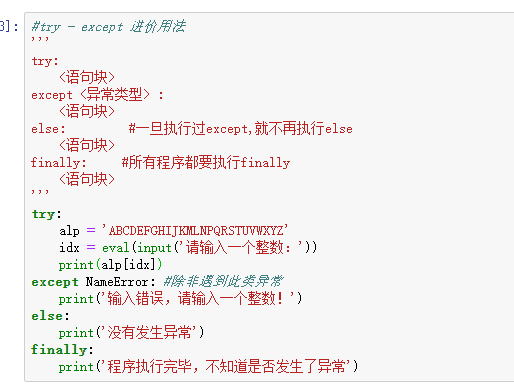 3]:
#try - except 进价用法
'''
try:
    <语句块>
except <异常类型> :
    <语句块>
else:        #一旦执行过except,就不再执行else
    <语句块>
finally:    #所有程序都要执行finally
    <语句块>
'''
try:
    alp = 'ABCDEFGHIJKMLNPQRSTUVWXYZ'
    idx = eval(input('请输入一个整数：'))
    print(alp[idx])
except NameError: #除非遇到此类异常
    print('输入错误，请输入一个整数！')
else:
    print('没有发生异常')
finally:
    print('程序执行完毕，不知道是否发生了异常')